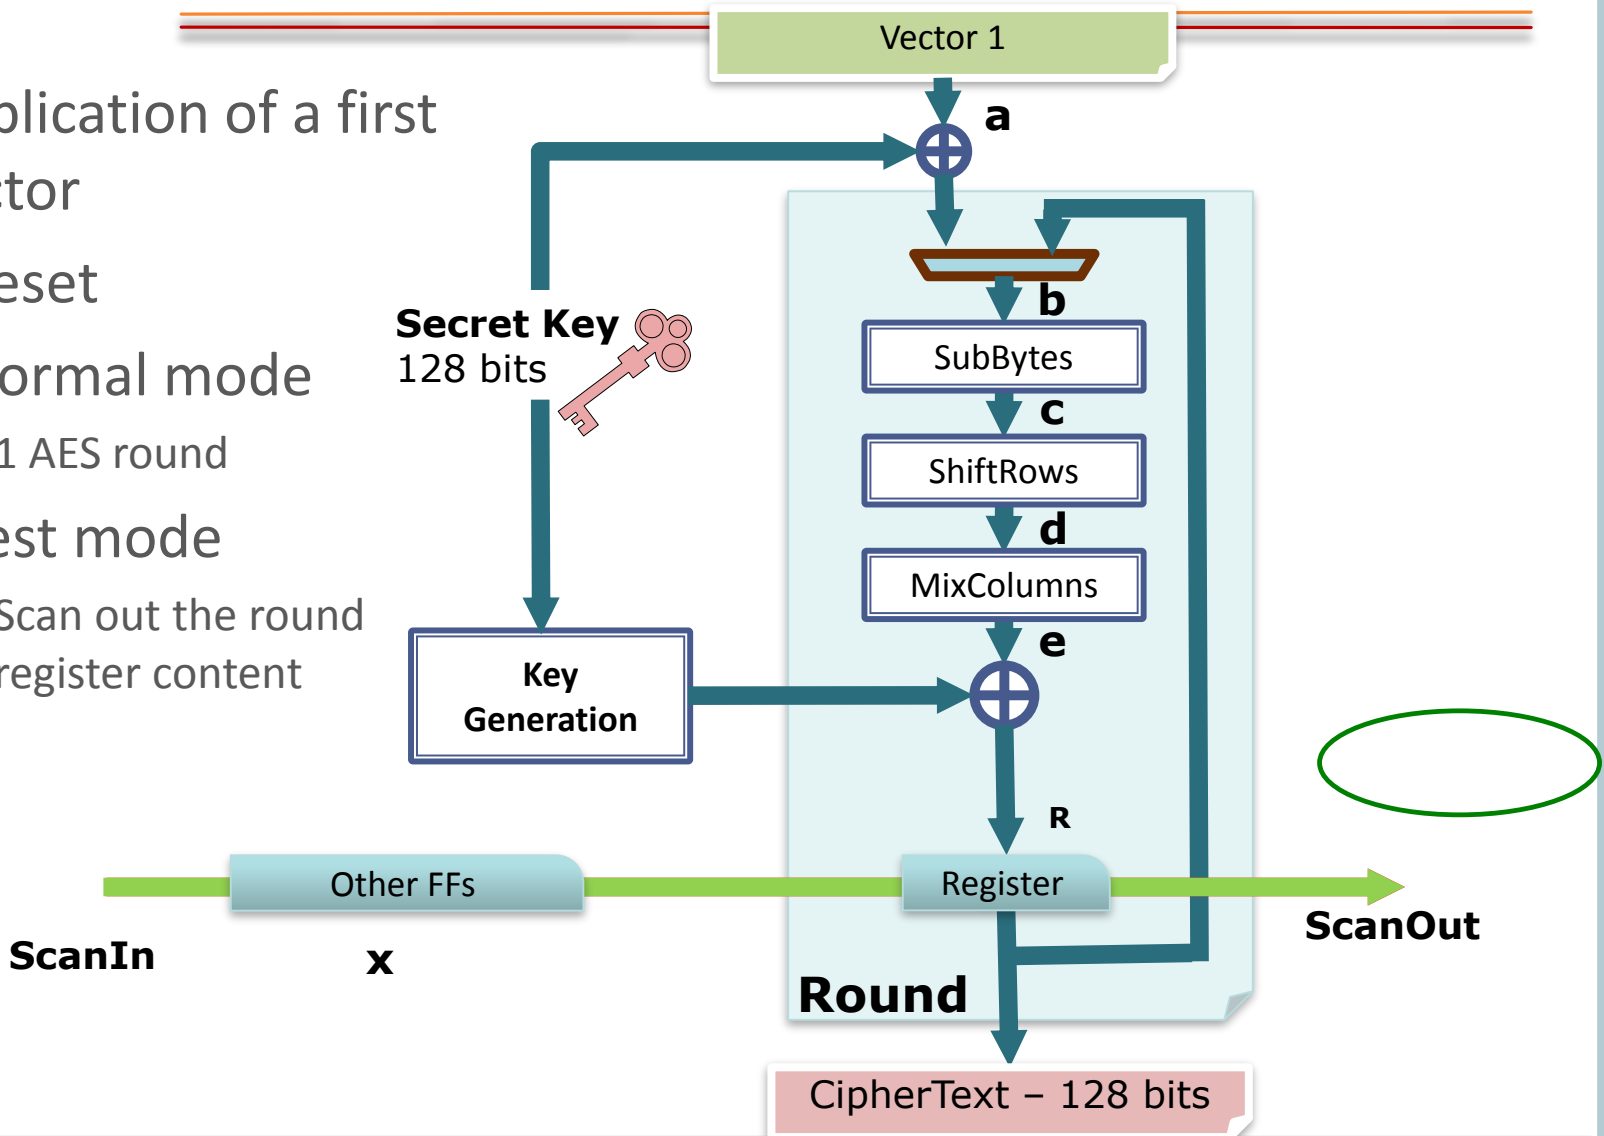 Vector 1
plication of a first
ctor
eset
ormal mode
1 AES round
est mode
Scan out the round
register content
a
Secret Key
128 bits
b
SubBytes
c
ShiftRows
d
MixColumns
e
Key
Generation
R
Other FFs
Register
ScanIn
x
ScanOut
Round
CipherText – 128 bits